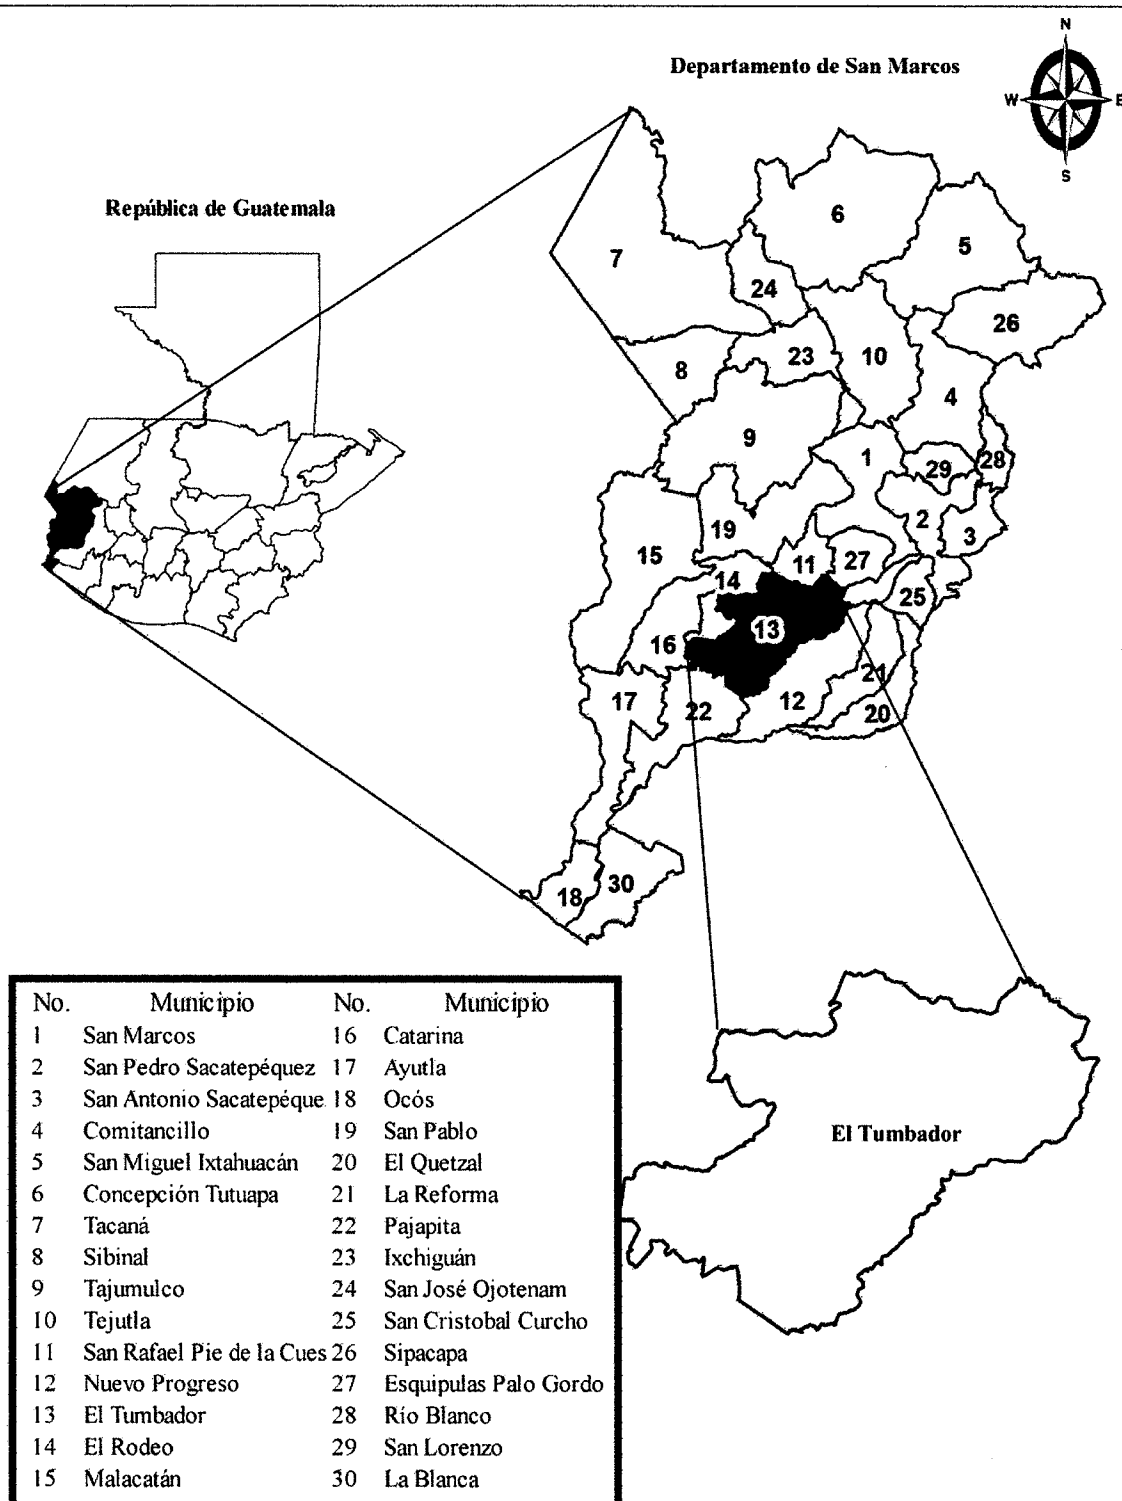 Departamento de San Marcos
N
W
E
S
República de Guatemala
6
5
7
24
26
23
10
8
4
9
1
29
28
2
19
3
15
11
27
14
25
13
16
21
17
12
22
20
18
30
El Tumbador
No. Municipio No. Municipio
1 San Marcos 16 Catarina
2 San Pedro Sacatepéquez 17 Ayutla
3 San Antonio Sacatepéque 18 Ocós
4 Comitancillo 19 San Pablo
5 San Miguel Ixtahuacán 20 El Quetzal
6 Concepción Tutuapa 21 La Reforma
7 Tacaná 22 Pajapita
8 Sibinal 23 Ixchiguán
9 Tajumulco 24 San José Ojotenam
10 Tejutla 25 San Cristobal Curcho
11 San Rafael Pie de la Cues 26 Sipacapa
12 Nuevo Progreso 27 Esquipulas Palo Gordo
13 El Tumbador 28 Río Blanco
14 El Rodeo 29 San Lorenzo
15 Malacatán 30 La Blanca